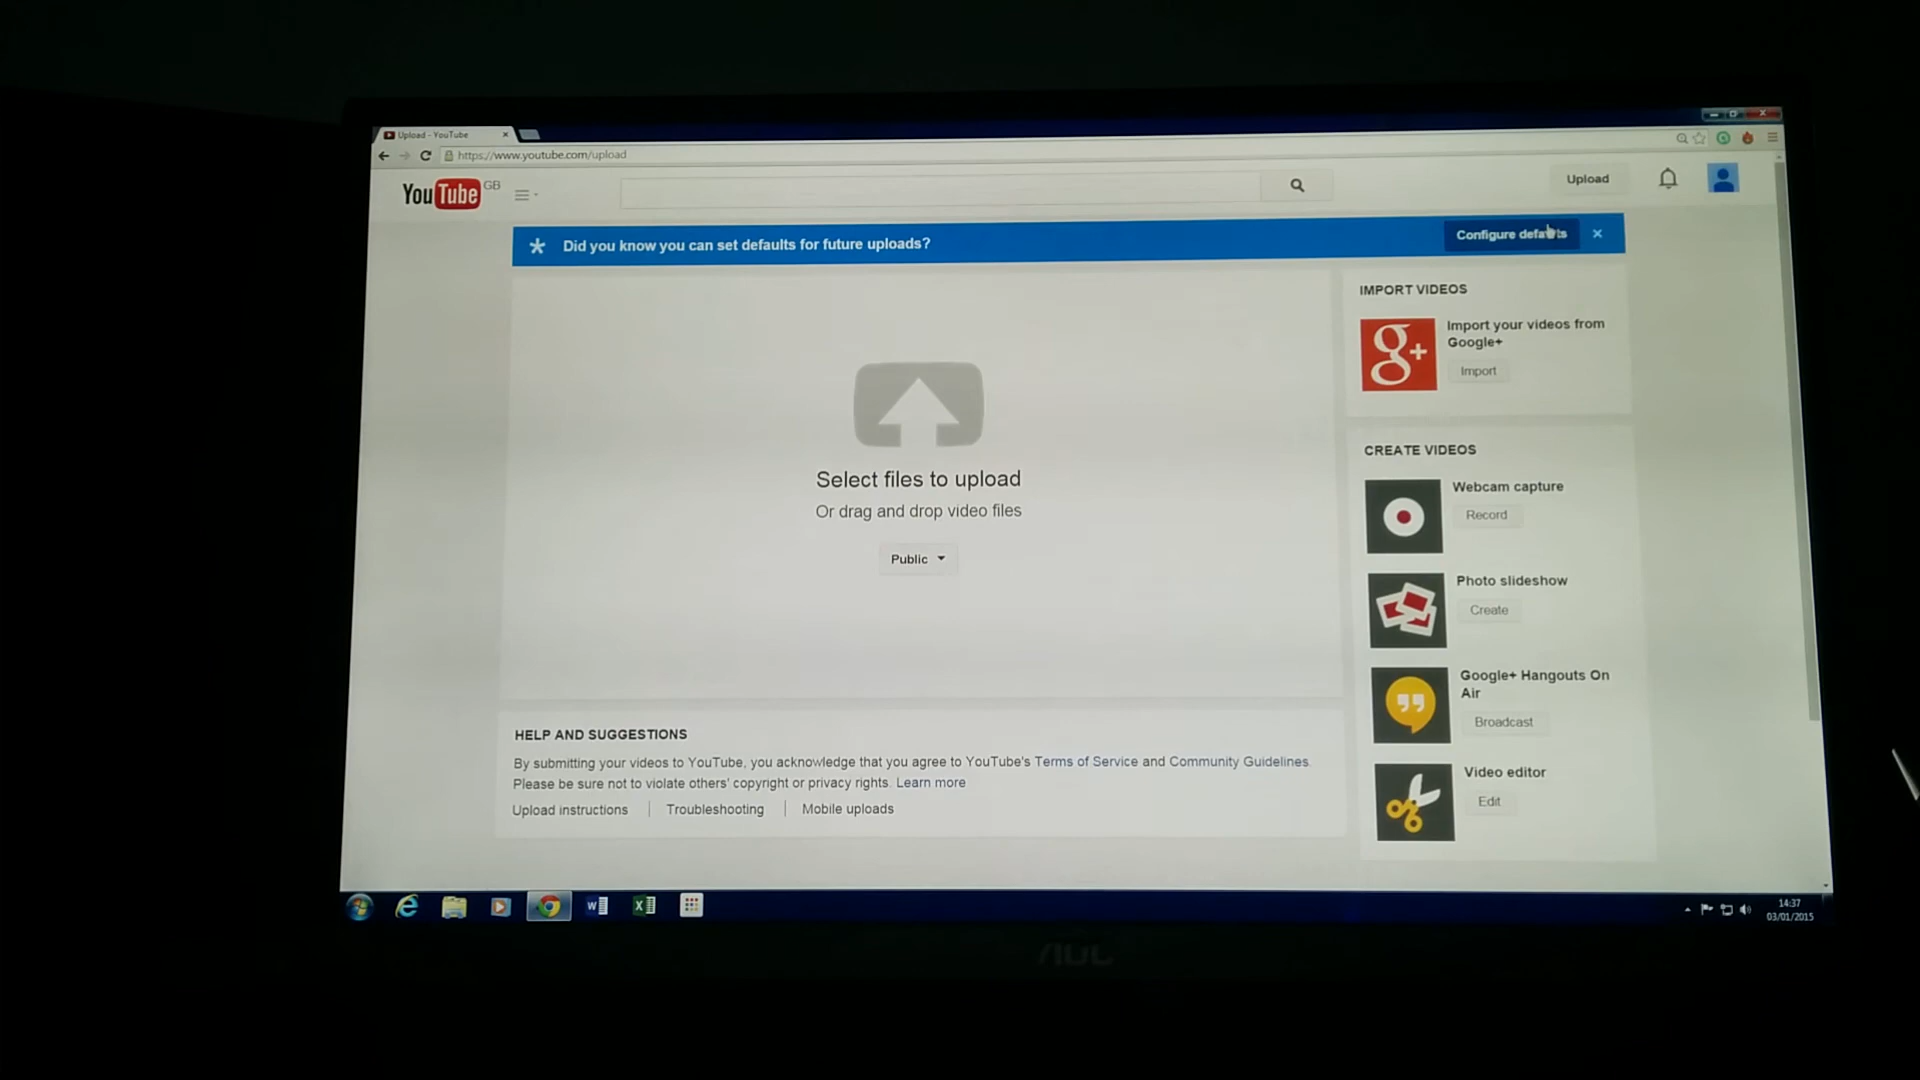 Upload - YouTube
https://www.youtube.com/upload
YouTube GB
Upload
Did you know you can set defaults for future uploads?
Configure defaults
Select files to upload
Or drag and drop video files
Public
IMPORT VIDEOS
g+
Import your videos from
Google+
Import
CREATE VIDEOS
Webcam capture
Record
Photo slideshow
Create
Google+ Hangouts On
Air
Broadcast
Video editor
Edit
HELP AND SUGGESTIONS
By submitting your videos to YouTube, you acknowledge that you agree to YouTube's Terms of Service and Community Guidelines.
Please be sure not to violate others' copyright or privacy rights. Learn more
Upload instructions | Troubleshooting | Mobile uploads
14:37
03/01/2015
AOC